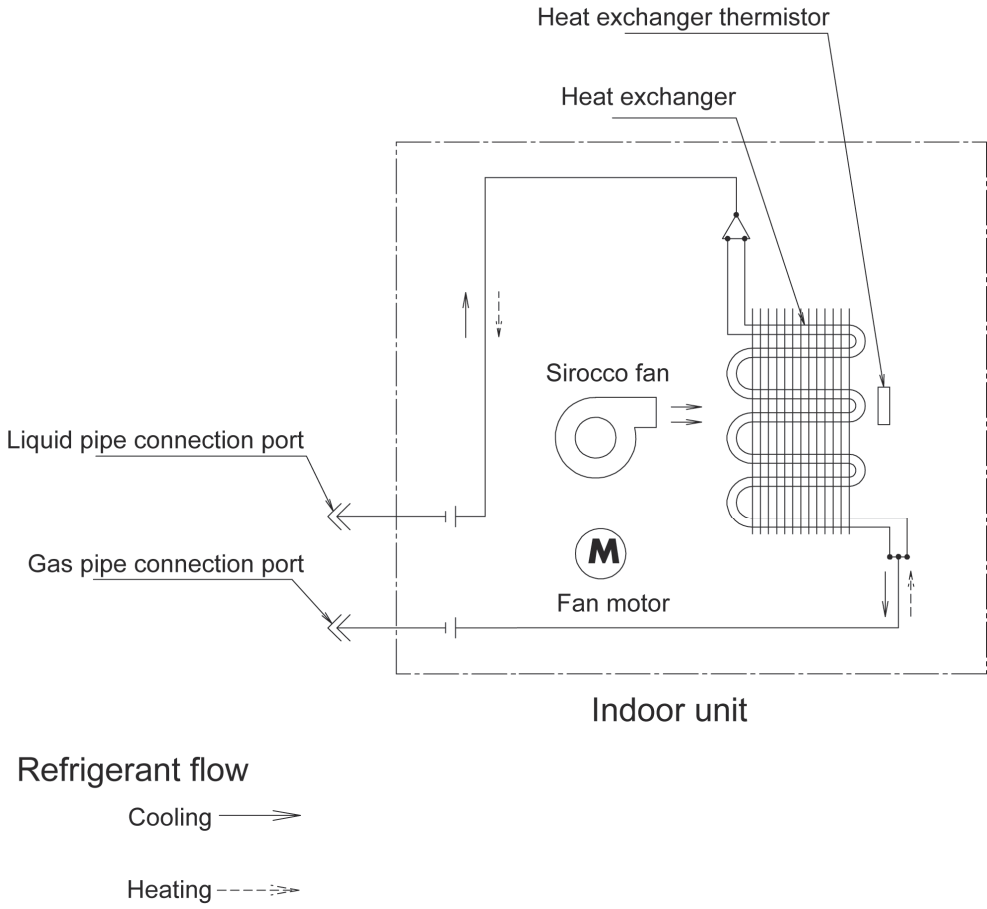 Heat exchanger thermistor
Heat exchanger
Sirocco fan
Liquid pipe connection port
Gas pipe connection port
M
Fan motor
Indoor unit
Refrigerant flow
Cooling
Heating